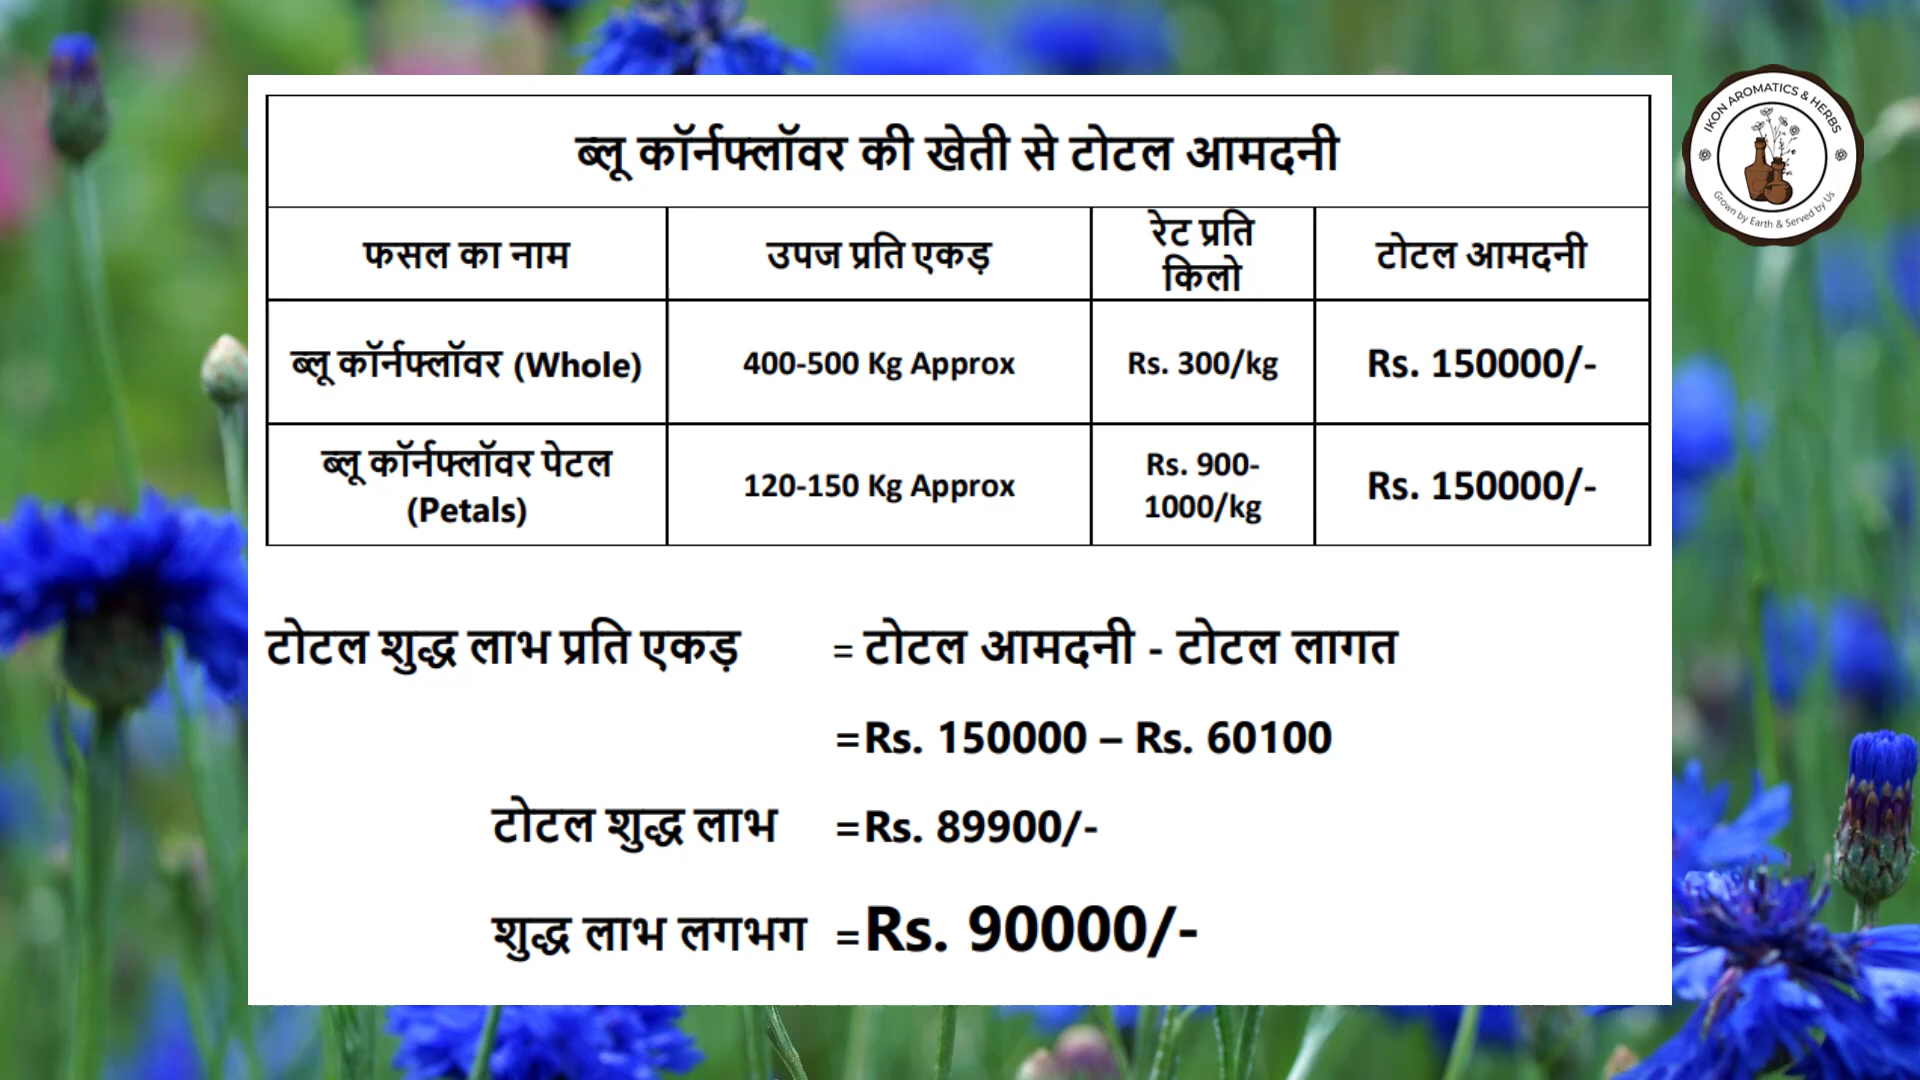 ब्लू कॉर्नफ्लॉवर की खेती से टोटल आमदनी
फसल का नाम
उपज प्रति एकड़
रेट प्रति
किलो
टोटल आमदनी
ब्लू कॉर्नफ्लॉवर (Whole)
400-500 Kg Approx
Rs. 300/kg
Rs. 150000/-
ब्लू कॉर्नफ्लॉवर पेटल
(Petals)
120-150 Kg Approx
Rs. 900-
1000/kg
Rs. 150000/-
टोटल शुद्ध लाभ प्रति एकड़ = टोटल आमदनी - टोटल लागत
=Rs. 150000 – Rs. 60100
टोटल शुद्ध लाभ =Rs. 89900/-
शुद्ध लाभ लगभग =Rs. 90000/-
IKON AROMATICS & HERBS
Grown by Earth & Served by Us